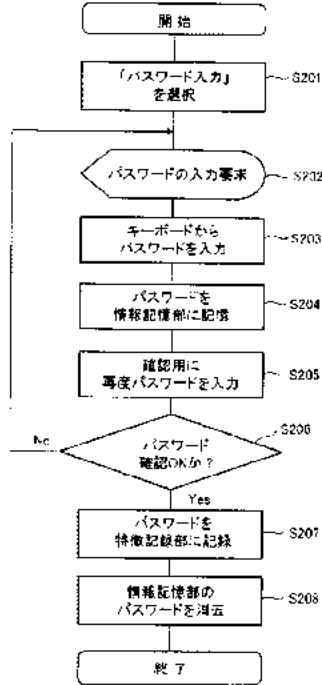 開始
「パスワード入力」
を選択
S201
パスワードの入力要求
S202
キーボードから
パスワードを入力
S203
パスワードを
情報記憶部に記憶
S204
確認用に
再度パスワードを入力
S205
パスワード
確認OKか?
S206
No
Yes
パスワードを
特徴記録部に記録
S207
情報記憶部の
パスワードを消去
S208
終了